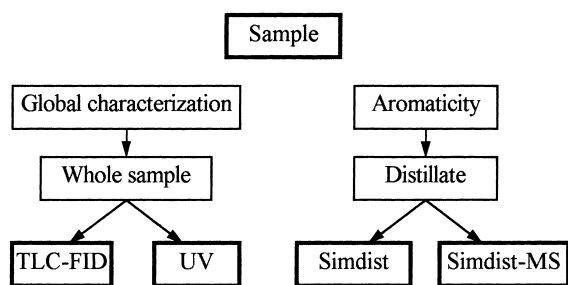 Sample
Global characterization
Aromaticity
Whole sample
Distillate
TLC-FID
UV
Simdist
Simdist-MS